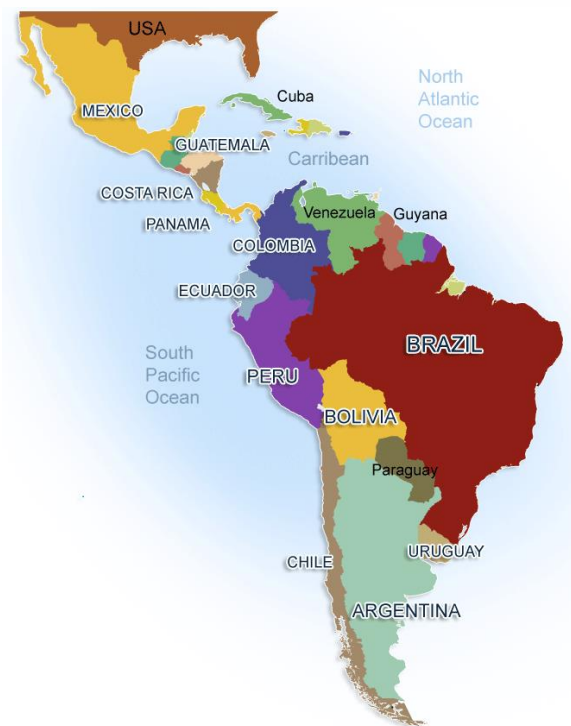 USA
North
Atlantic
Ocean
Cuba
MEXICO
GUATEMALA
Carribean
COSTA RICA
Venezuela
Guyana
PANAMA
COLOMBIA
ECUADOR
BRAZIL
South
Pacific
Ocean
PERU
BOLIVIA
Paraguay
URUGUAY
CHILE
ARGENTINA